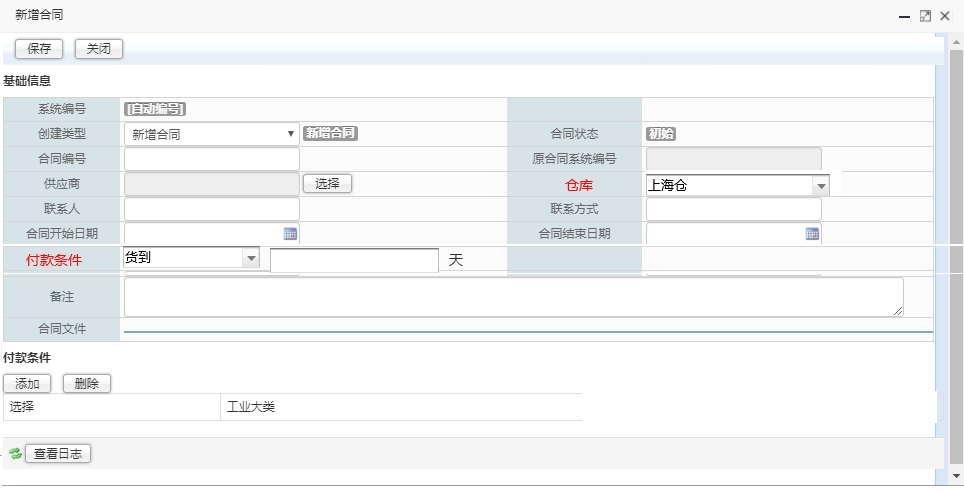 新增合同
保存 关闭
基础信息
系统编号 [自动编号]
创建类型 新增合同 新增合同 合同状态 初始
合同编号 原合同系统编号
供应商 选择 仓库 上海仓
联系人 联系方式
合同开始日期 合同结束日期
付款条件 货到 天
备注
合同文件
付款条件
添加 删除
选择 工业大类
查看日志